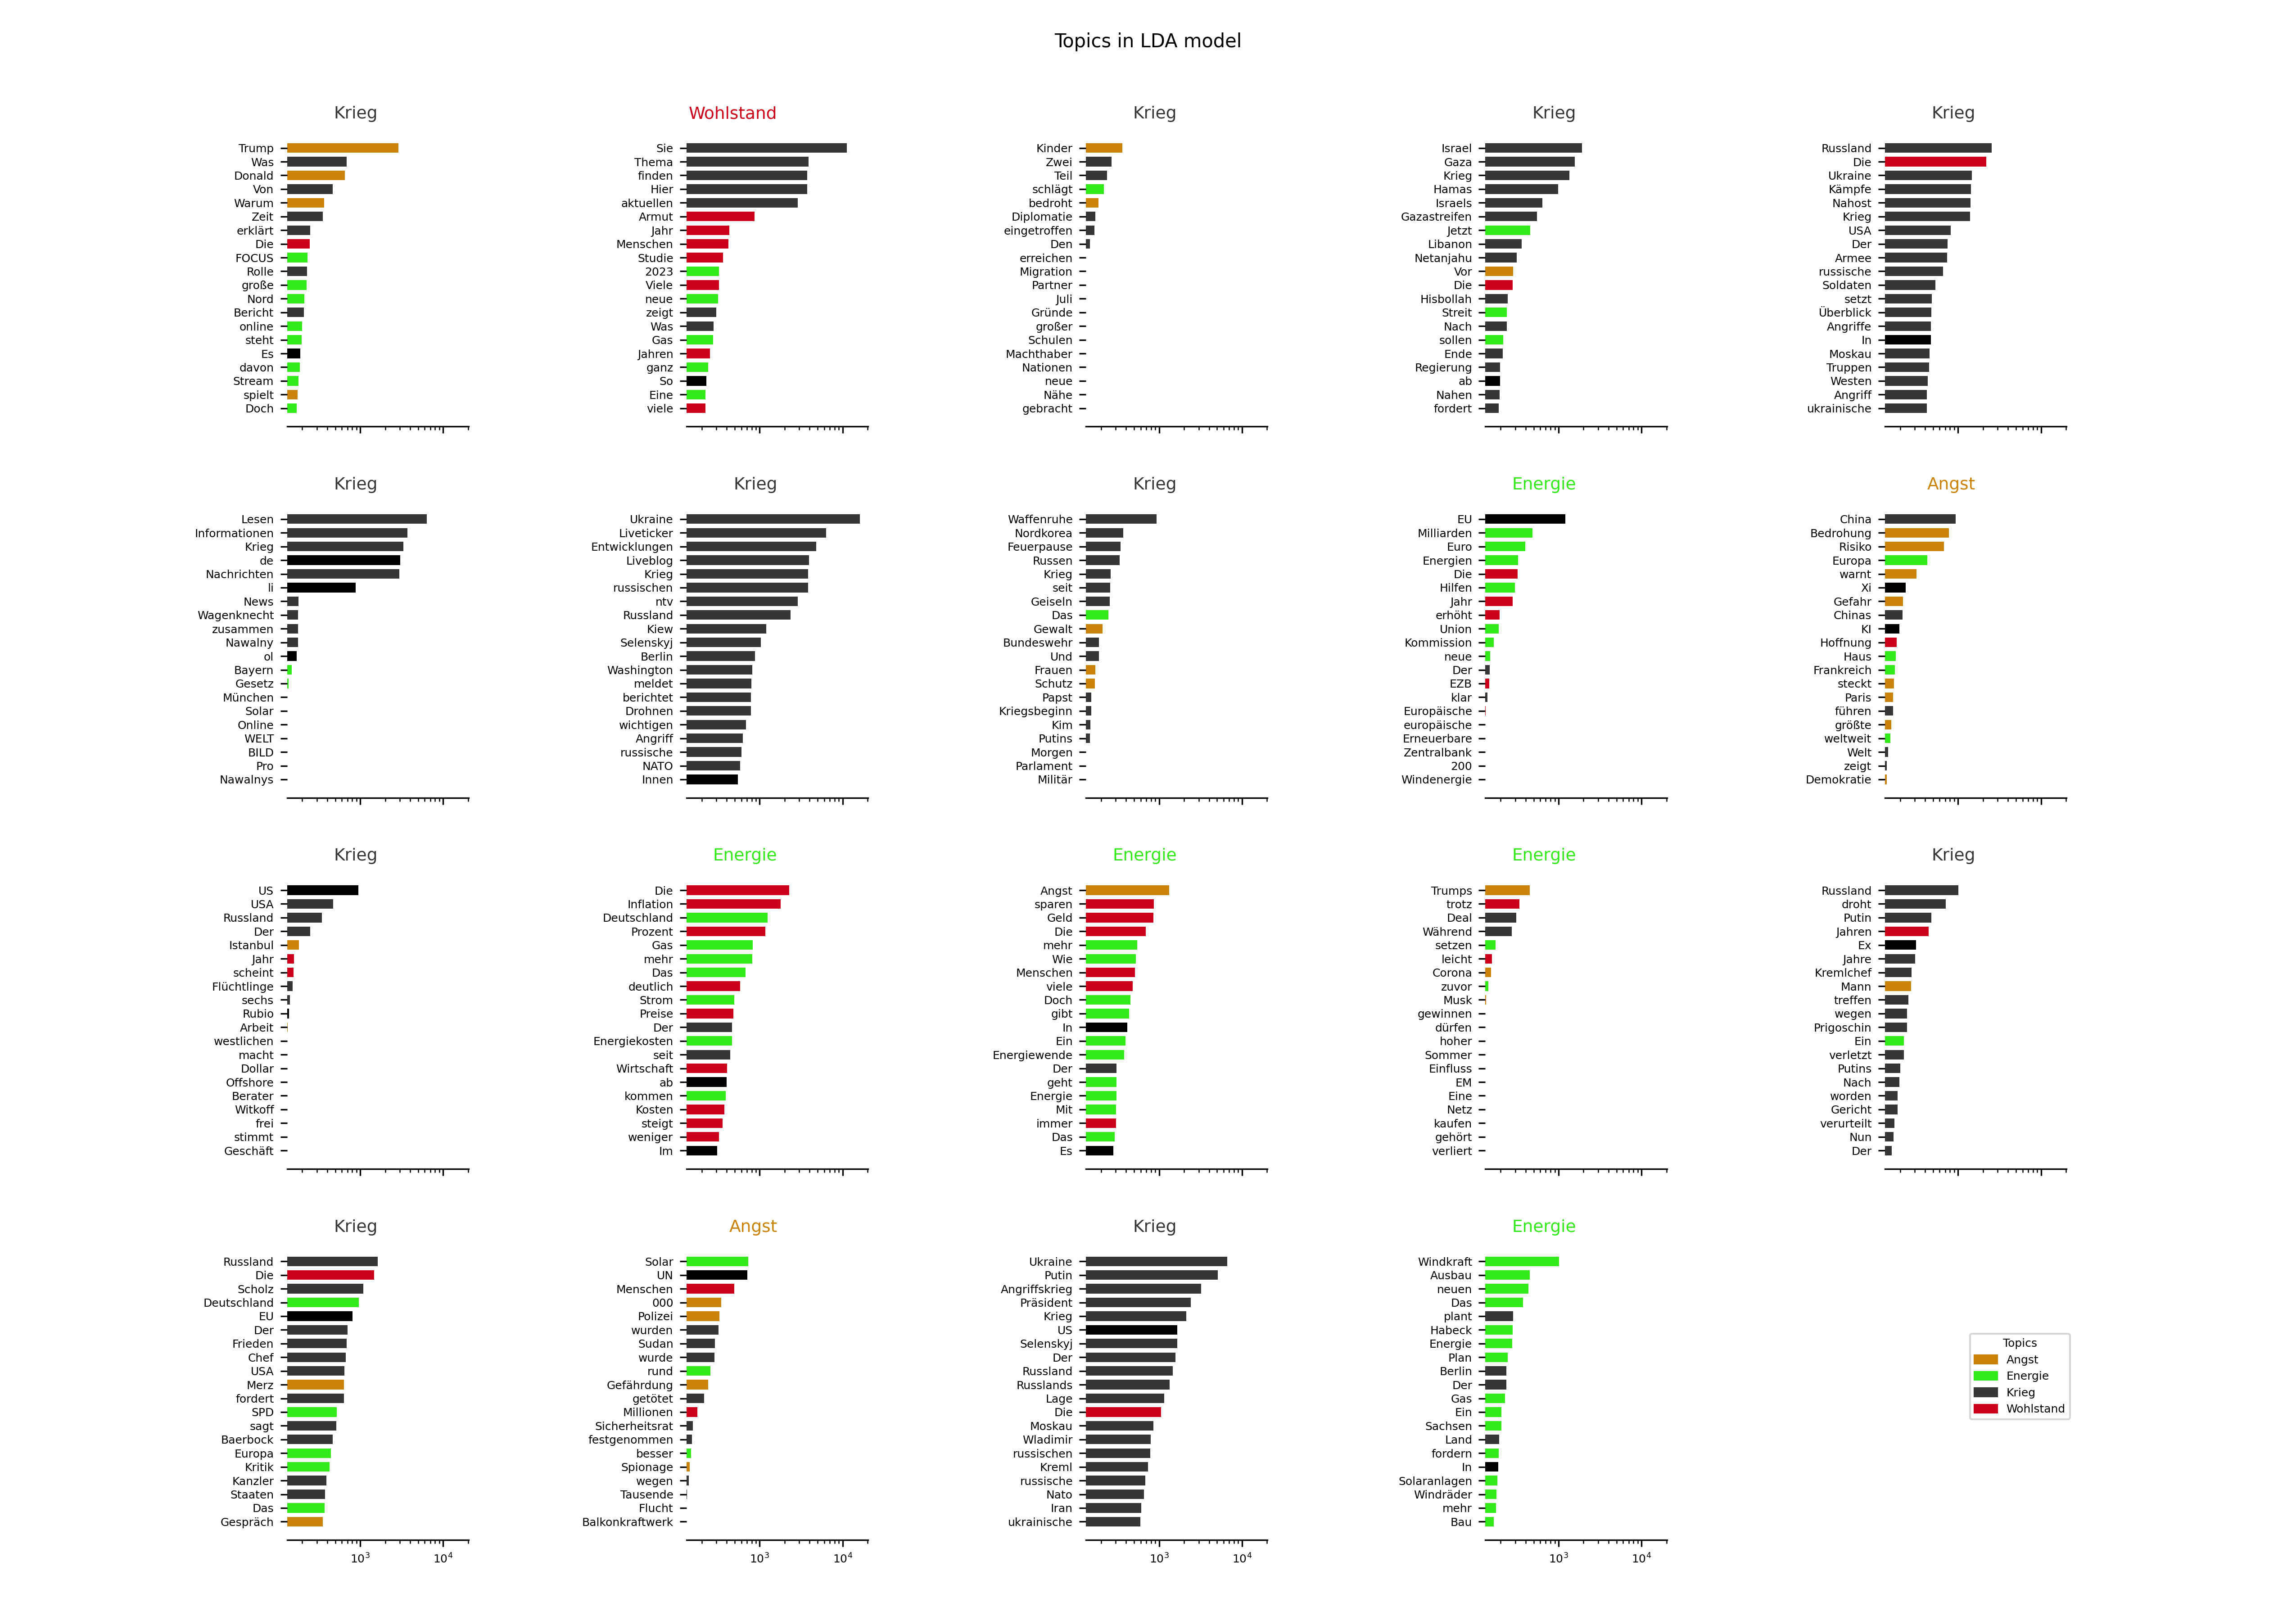 Topics in LDA model
Krieg
Trump
Was
Donald
Von
Warum
Zeit
erklärt
Die
FOCUS
Rolle
große
Nord
Bericht
online
steht
Es
davon
Stream
spielt
Doch
Wohlstand
Sie
Thema
finden
Hier
aktuellen
Armut
Jahr
Menschen
Studie
2023
Viele
neue
zeigt
Was
Gas
Jahren
ganz
So
Eine
viele
Krieg
Kinder
Zwei
Teil
schlägt
bedroht
Diplomatie
eingetroffen
Den
erreichen
Migration
Partner
Juli
Gründe
großer
Schulen
Machthaber
Nationen
neue
Nähe
gebracht
Krieg
Israel
Gaza
Krieg
Hamas
Israels
Gazastreifen
Jetzt
Libanon
Netanjahu
Vor
Die
Hisbollah
Streit
Nach
sollen
Ende
Regierung
ab
Nahen
fordert
Krieg
Russland
Die
Ukraine
Kämpfe
Nahost
Krieg
USA
Der
Armee
russische
Soldaten
setzt
Überblick
Angriffe
In
Moskau
Truppen
Westen
Angriff
ukrainische
Krieg
Lesen
Informationen
Krieg
de
Nachrichten
li
News
Wagenknecht
zusammen
Nawalny
ol
Bayern
Gesetz
München
Solar
Online
WELT
BILD
Pro
Nawalnys
Krieg
Ukraine
Liveticker
Entwicklungen
Liveblog
Krieg
russischen
ntv
Russland
Kiew
Selenskyj
Berlin
Washington
meldet
berichtet
Drohnen
wichtigen
Angriff
russische
NATO
Innen
Krieg
Waffenruhe
Nordkorea
Feuerpause
Russen
Krieg
seit
Geiseln
Das
Gewalt
Bundeswehr
Und
Frauen
Schutz
Papst
Kriegsbeginn
Kim
Putins
Morgen
Parlament
Militär
Energie
EU
Milliarden
Euro
Energien
Die
Hilfen
Jahr
erhöht
Union
Kommission
neue
Der
EZB
klar
Europäische
europäische
Erneuerbare
Zentralbank
200
Windenergie
Angst
China
Bedrohung
Risiko
Europa
warnt
Xi
Gefahr
Chinas
KI
Hoffnung
Haus
Frankreich
steckt
Paris
führen
größte
weltweit
Welt
zeigt
Demokratie
Krieg
US
USA
Russland
Der
Istanbul
Jahr
scheint
Flüchtlinge
sechs
Rubio
Arbeit
westlichen
macht
Dollar
Offshore
Berater
Witkoff
frei
stimmt
Geschäft
Energie
Die
Inflation
Deutschland
Prozent
Gas
mehr
Das
deutlich
Strom
Preise
Der
Energiekosten
seit
Wirtschaft
ab
kommen
Kosten
steigt
weniger
Im
Energie
Angst
sparen
Geld
Die
mehr
Wie
Menschen
viele
Doch
gibt
In
Ein
Energiewende
Der
geht
Energie
Mit
immer
Das
Es
Energie
Trumps
trotz
Deal
Während
setzen
leicht
Corona
zuvor
Musk
gewinnen
dürfen
hoher
Sommer
Einfluss
EM
Eine
Netz
kaufen
gehört
verliert
Krieg
Russland
droht
Putin
Jahren
Ex
Jahre
Kremlchef
Mann
treffen
wegen
Prigoschin
Ein
verletzt
Putins
Nach
worden
Gericht
verurteilt
Nun
Der
Krieg
Russland
Die
Scholz
Deutschland
EU
Der
Frieden
Chef
USA
Merz
fordert
SPD
sagt
Baerbock
Europa
Kritik
Kanzler
Staaten
Das
Gespräch
10³ 10⁴
Angst
Solar
UN
Menschen
000
Polizei
wurden
Sudan
wurde
rund
Gefährdung
getötet
Millionen
Sicherheitsrat
festgenommen
besser
Spionage
wegen
Tausende
Flucht
Balkonkraftwerk
10³ 10⁴
Krieg
Ukraine
Putin
Angriffskrieg
Präsident
Krieg
US
Selenskyj
Der
Russland
Russlands
Lage
Die
Moskau
Wladimir
russischen
Kreml
russische
Nato
Iran
ukrainische
10³ 10⁴
Energie
Windkraft
Ausbau
neuen
Das
plant
Habeck
Energie
Plan
Berlin
Der
Gas
Ein
Sachsen
Land
fordern
In
Solaranlagen
Windräder
mehr
Bau
10³ 10⁴
Topics
Angst
Energie
Krieg
Wohlstand